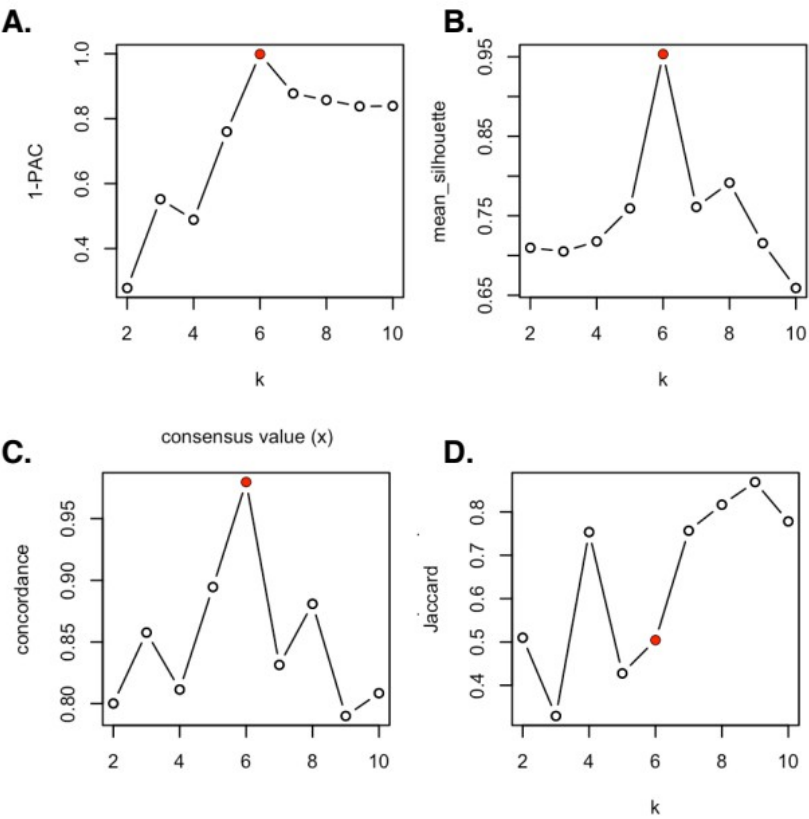 A.
1-PAC
1.0
0.8
0.6
0.4
2 4 6 8 10
k
B.
mean_silhouette
0.95
0.85
0.75
0.65
2 4 6 8 10
k
consensus value (x)
C.
concordance
0.95
0.90
0.85
0.80
2 4 6 8 10
D.
Jaccard
0.8
0.7
0.6
0.5
0.4
2 4 6 8 10
k